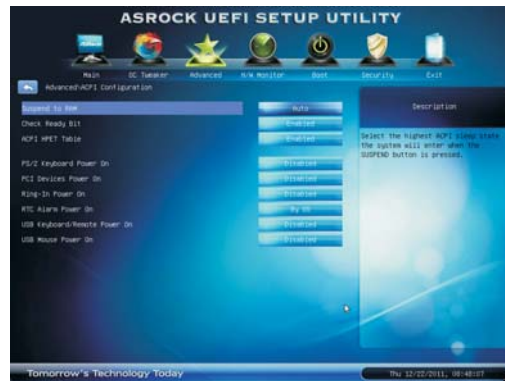 ASROCK UEFI SETUP UTILITY
Main OC Tweaker Advanced H/W Monitor Boot Security Exit
Advanced\ACPI Configuration
Suspend to RAM Auto
Check Ready Bit Enabled
ACPI HPET Table Enabled
PS/2 Keyboard Power On Disabled
PCI Devices Power On Disabled
Ring-In Power On Disabled
RTC Alarm Power On By OS
USB Keyboard/Remote Power On Disabled
USB Mouse Power On Disabled
Description
Select the highest ACPI sleep state
the system will enter when the
SUSPEND button is pressed.
Tomorrow's Technology Today
Thu 12/22/2011,